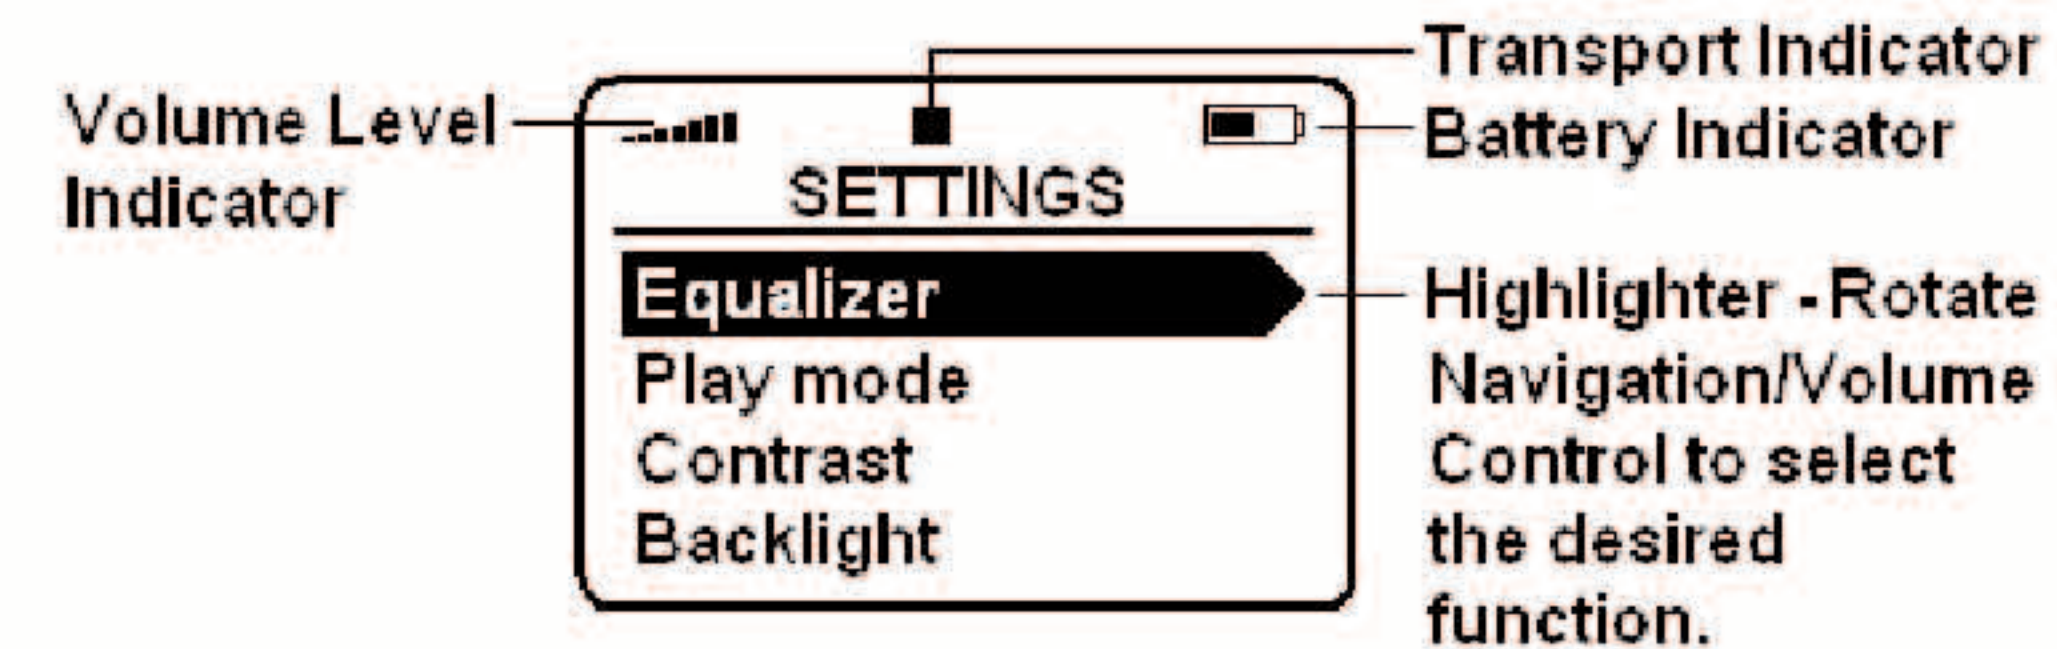 Transport Indicator
Volume Level
Indicator
Battery Indicator
SETTINGS
Equalizer
Play mode
Contrast
Backlight
Highlighter - Rotate
Navigation/Volume
Control to select
the desired
function.